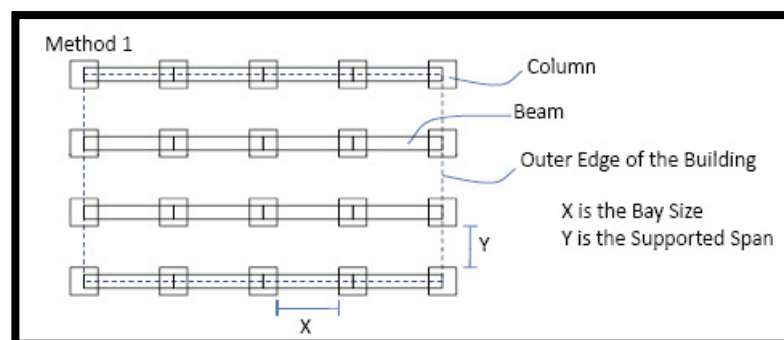 Method 1
Column
Beam
Outer Edge of the Building
X is the Bay Size
Y is the Supported Span
Y
X